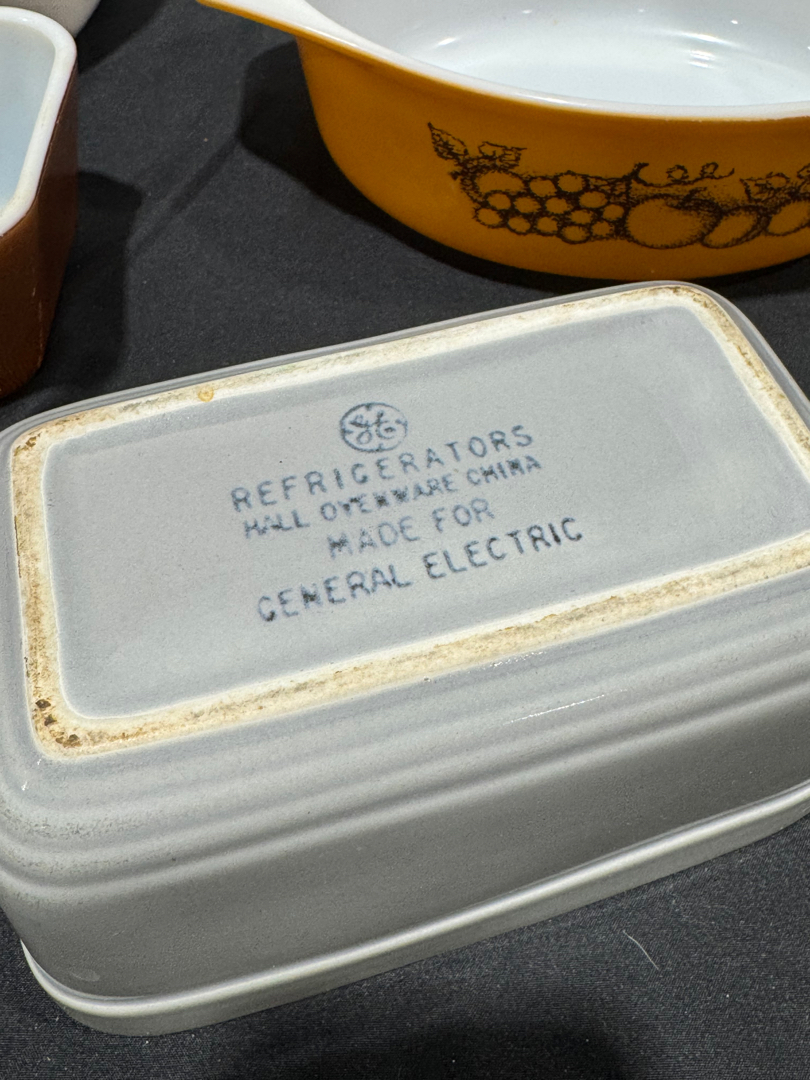 GE
REFRIGERATORS
HALL OVENWARE CHINA
MADE FOR
GENERAL ELECTRIC